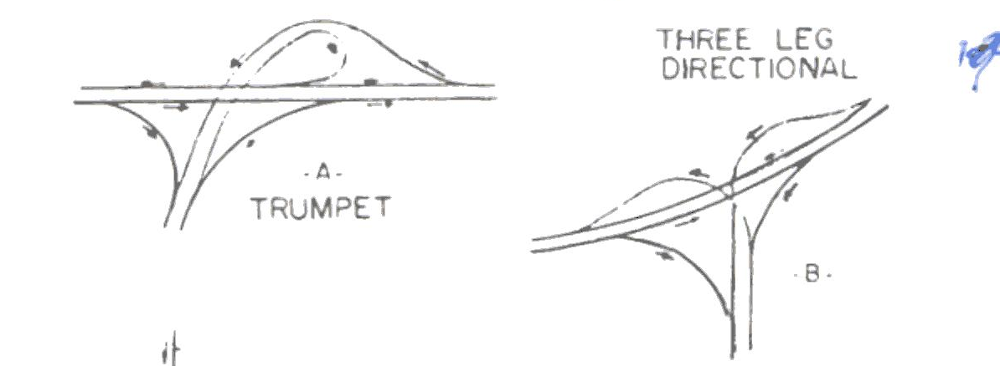 - A -
TRUMPET
THREE LEG
DIRECTIONAL
- B -